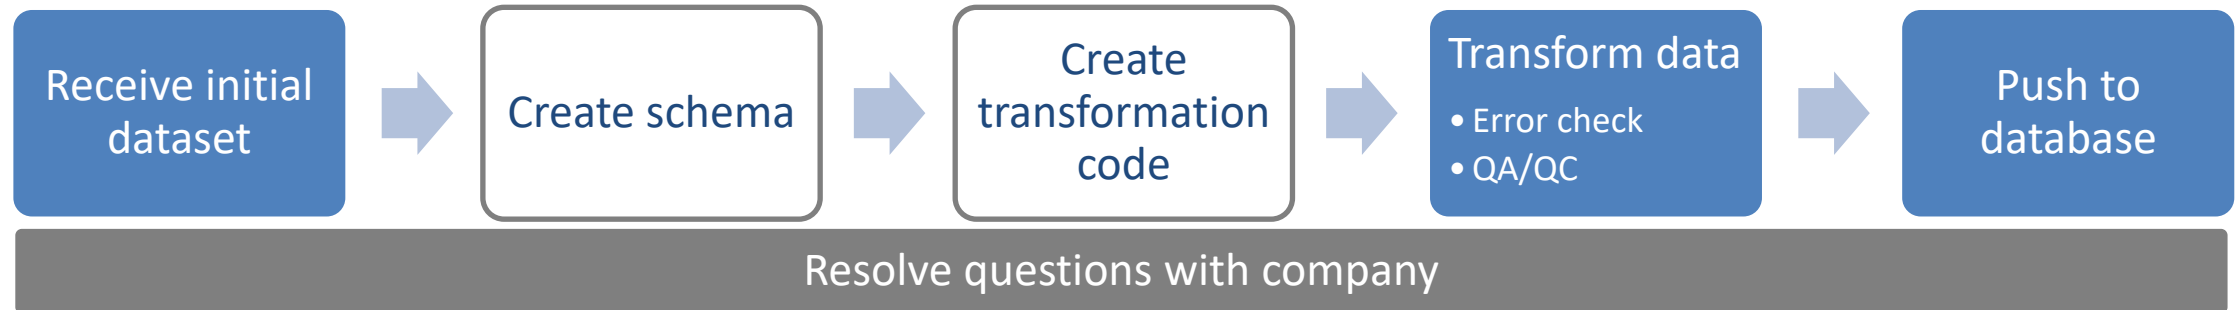 Receive initial
dataset
Create schema
Create
transformation
code
Transform data
• Error check
• QA/QC
Push to
database
Resolve questions with company